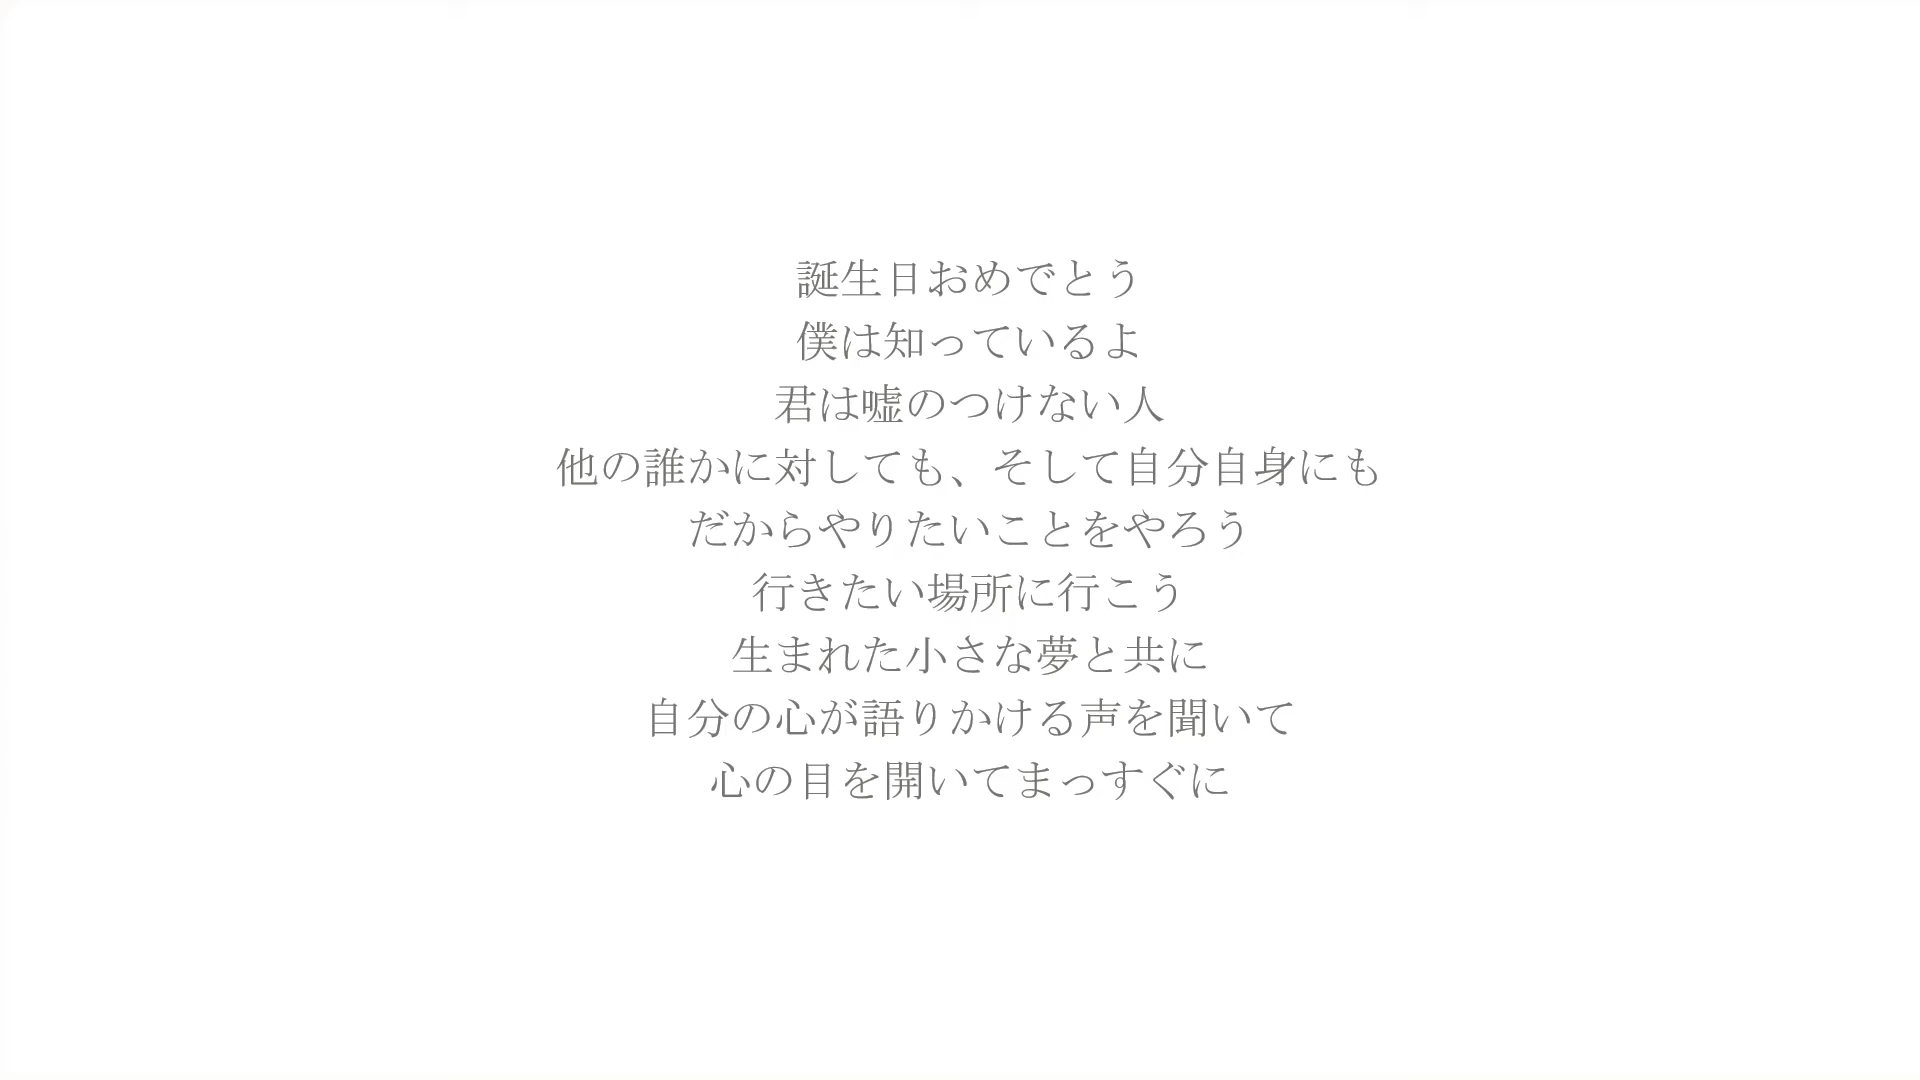 誕生日おめでとう
僕は知っているよ
君は嘘のつけない人
他の誰かに対しても、そして自分自身にも
だからやりたいことをやろう
行きたい場所に行こう
生まれた小さな夢と共に
自分の心が語りかける声を聞いて
心の目を開いてまっすぐに